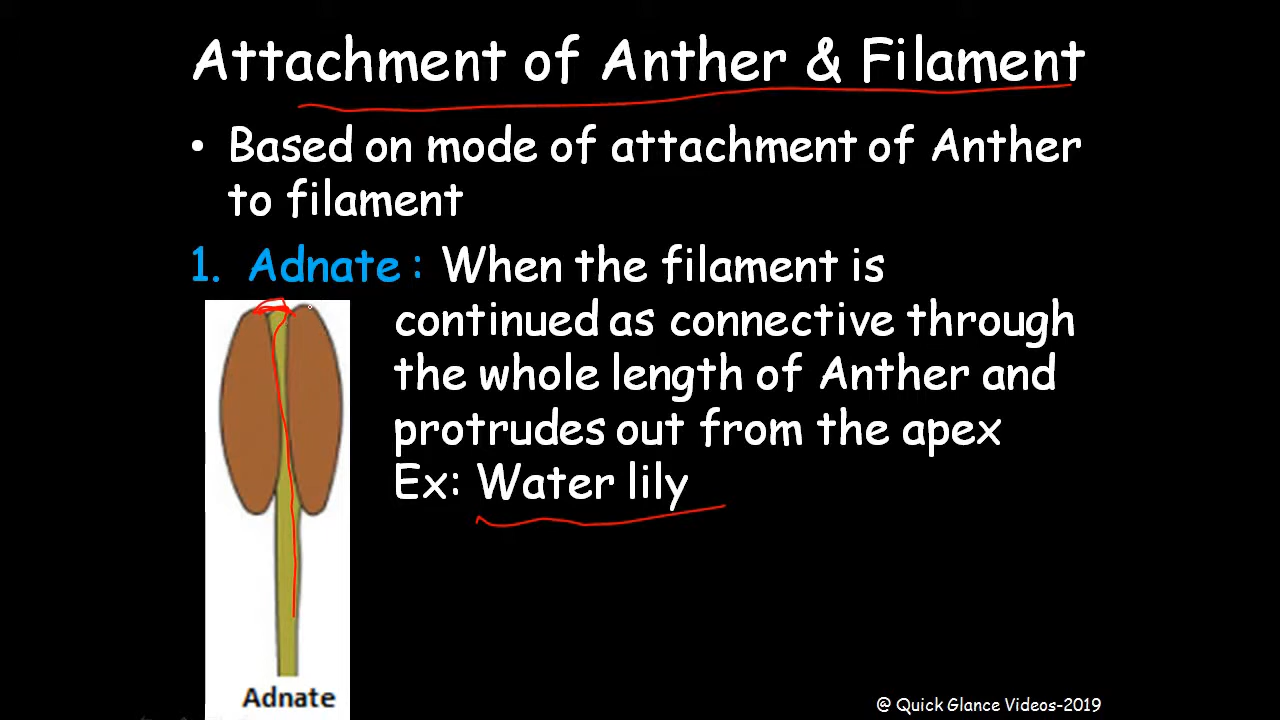 Attachment of Anther & Filament
• Based on mode of attachment of Anther
to filament
1. Adnate : When the filament is
continued as connective through
the whole length of Anther and
protrudes out from the apex
Ex: Water lily
Adnate
@ Quick Glance Videos-2019